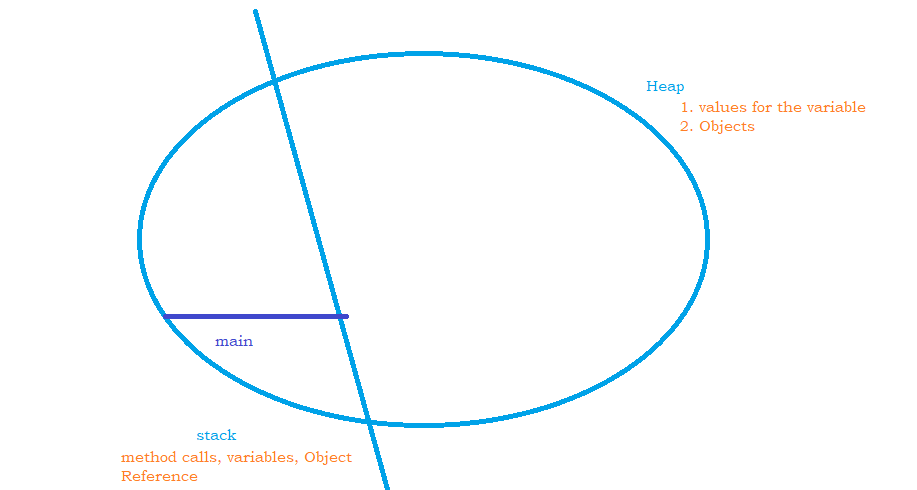 Heap
1. values for the variable
2. Objects
main
stack
method calls, variables, Object
Reference